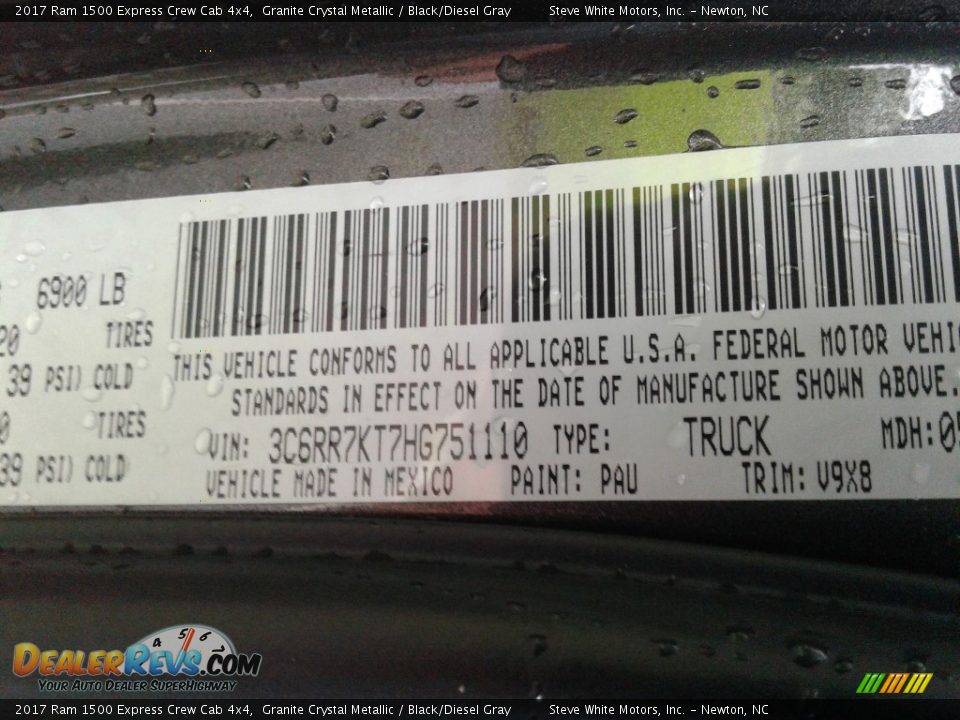 2017 Ram 1500 Express Crew Cab 4x4,  Granite Crystal Metallic / Black/Diesel Gray    Steve White Motors, Inc. – Newton, NC
6900 LB
TIRES
39 PSI) COLD
TIRES
39 PSI) COLD
THIS VEHICLE CONFORMS TO ALL APPLICABLE U.S.A. FEDERAL MOTOR
STANDARDS IN EFFECT ON THE DATE OF MANUFACTURE SHOWN ABOVE.
VIN: 3C6RR7KT7HG751110 TYPE: TRUCK MDH:
VEHICLE MADE IN MEXICO PAINT: PAU TRIM: V9X8
4 5 6
DEALERREVS.COM
YOUR AUTO DEALER SUPERHIGHWAY
2017 Ram 1500 Express Crew Cab 4x4,  Granite Crystal Metallic / Black/Diesel Gray    Steve White Motors, Inc. – Newton, NC